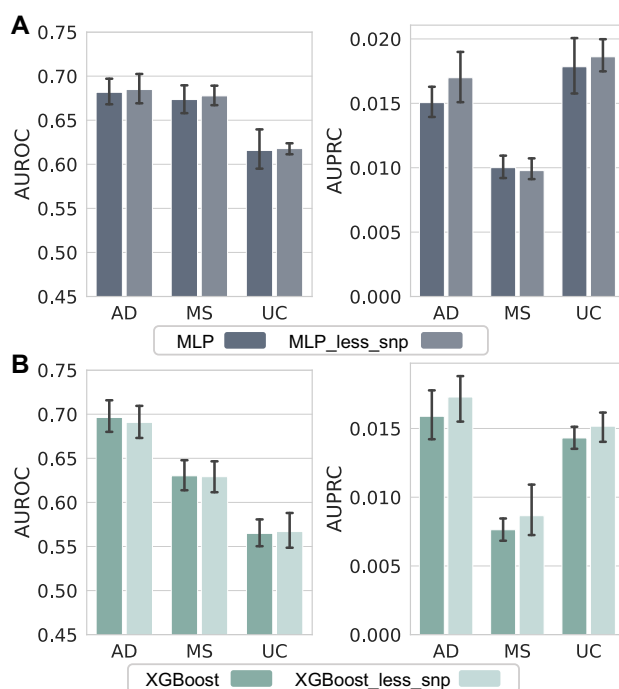 A
0.75
0.70
0.65
0.60
0.55
0.50
0.45
AUROC
AD MS UC
0.020
0.015
0.010
0.005
0.000
AUPRC
AD MS UC
MLP MLP_less_snp
B
0.75
0.70
0.65
0.60
0.55
0.50
0.45
AUROC
AD MS UC
0.015
0.010
0.005
0.000
AUPRC
AD MS UC
XGBoost XGBoost_less_snp